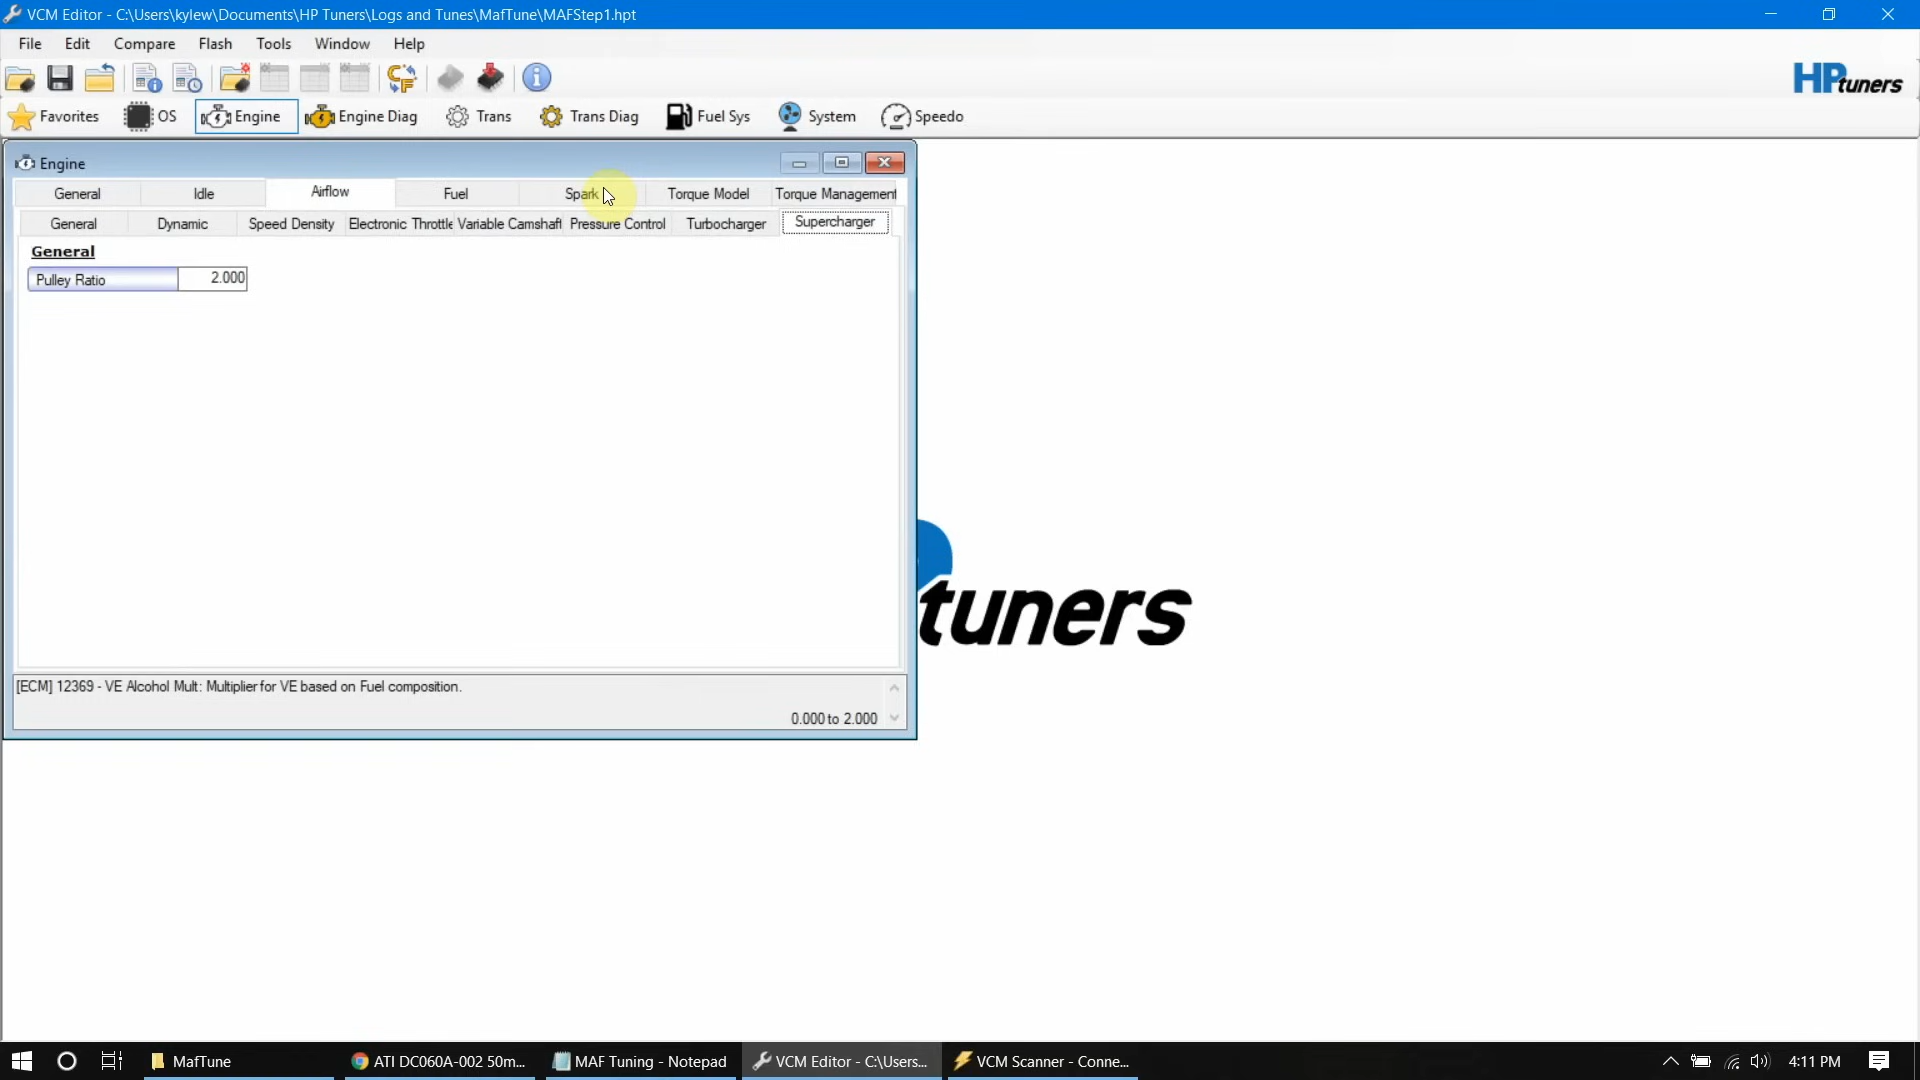 VCM Editor - C:\Users\kylew\Documents\HP Tuners\Logs and Tunes\MafTune\MAFStep1.hpt
File Edit Compare Flash Tools Window Help
HPtuners
Favorites OS Engine Engine Diag Trans Trans Diag Fuel Sys System Speedo
Engine
General Idle Airflow Fuel Spark Torque Model Torque Management
General Dynamic Speed Density Electronic Throttle Variable Camshaft Pressure Control Turbocharger Supercharger
General
Pulley Ratio 2.000
tuners
[ECM] 12369 - VE Alcohol Mult: Multiplier for VE based on Fuel composition.
0.000 to 2.000
MafTune ATI DC060A-002 50m... MAF Tuning - Notepad VCM Editor - C:\Users... VCM Scanner - Conne... 4:11 PM